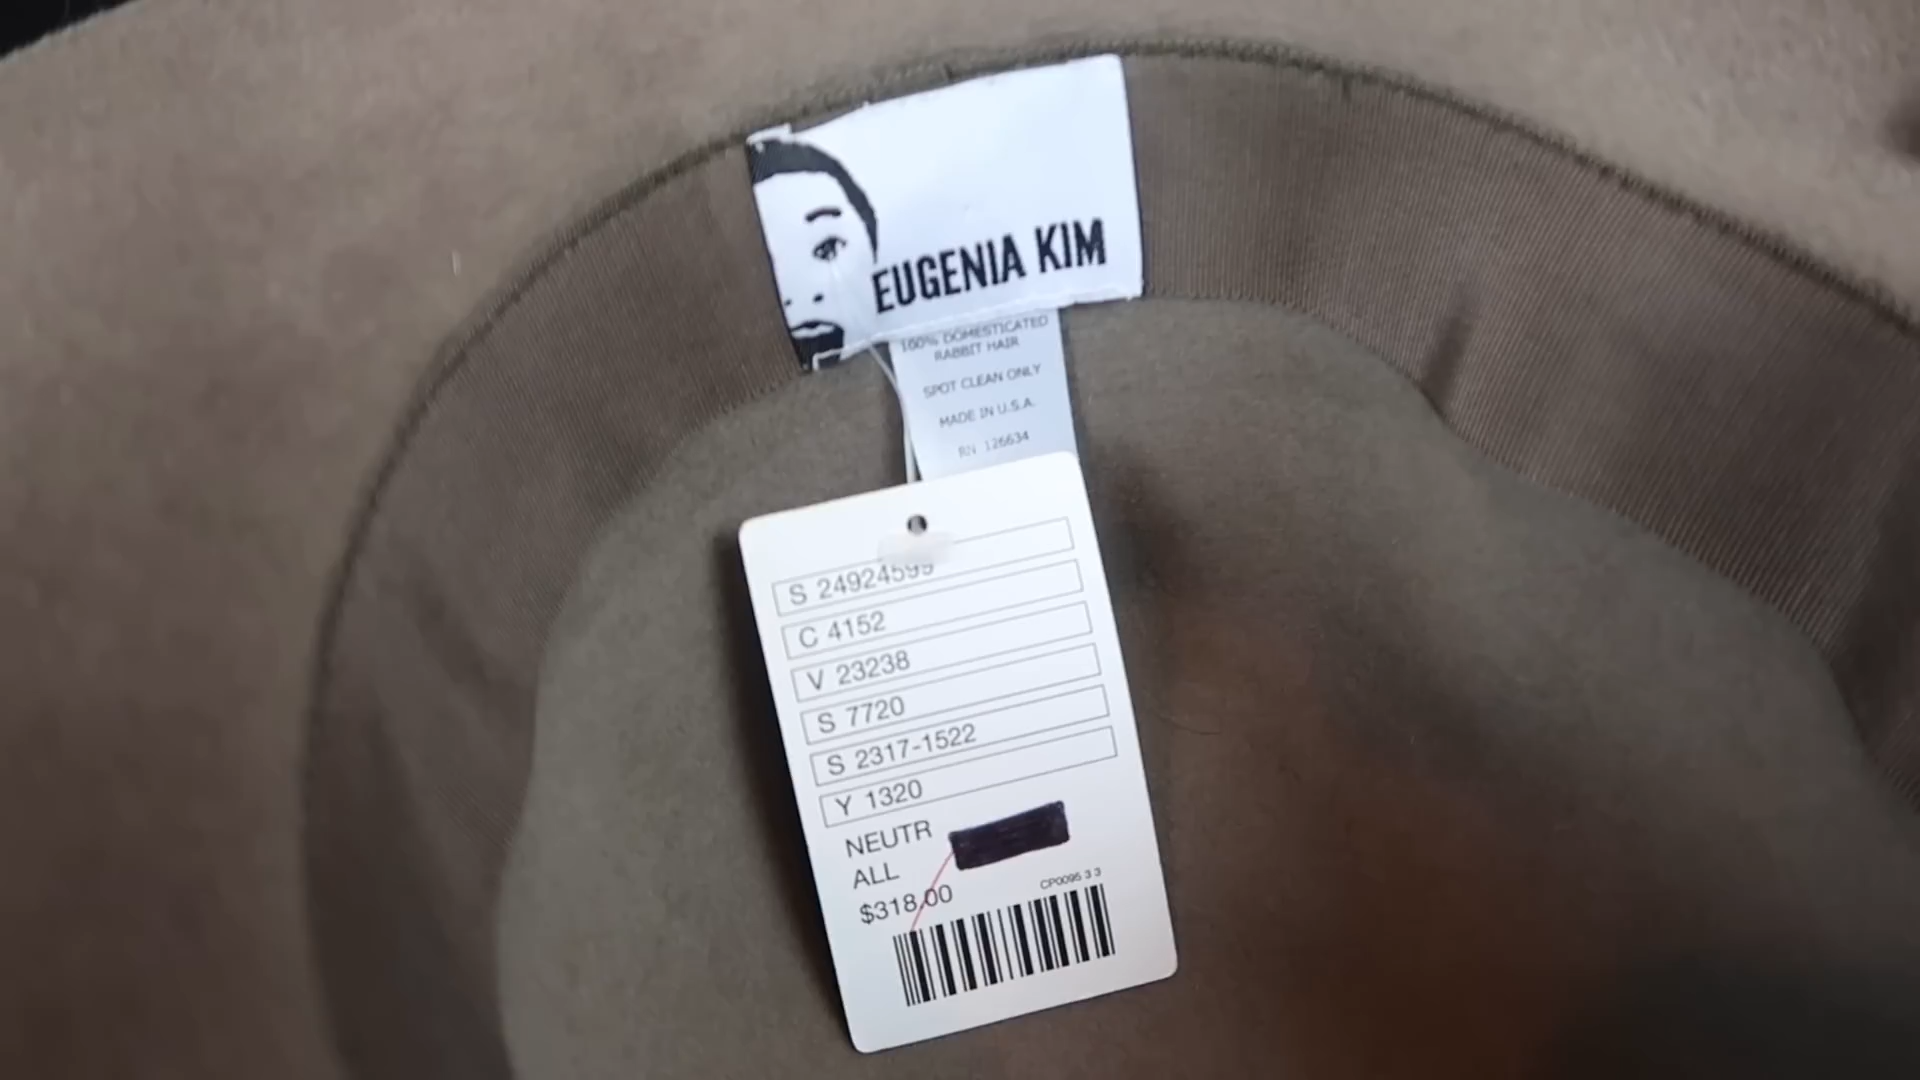 EUGENIA KIM
100% DOMESTICATED
RABBIT HAIR
SPOT CLEAN ONLY
MADE IN U.S.A.
RN 126634
S 24924599
C 4152
V 23238
S 7720
S 2317-1522
Y 1320
NEUTR
ALL
$318.00
CP0095 3 3